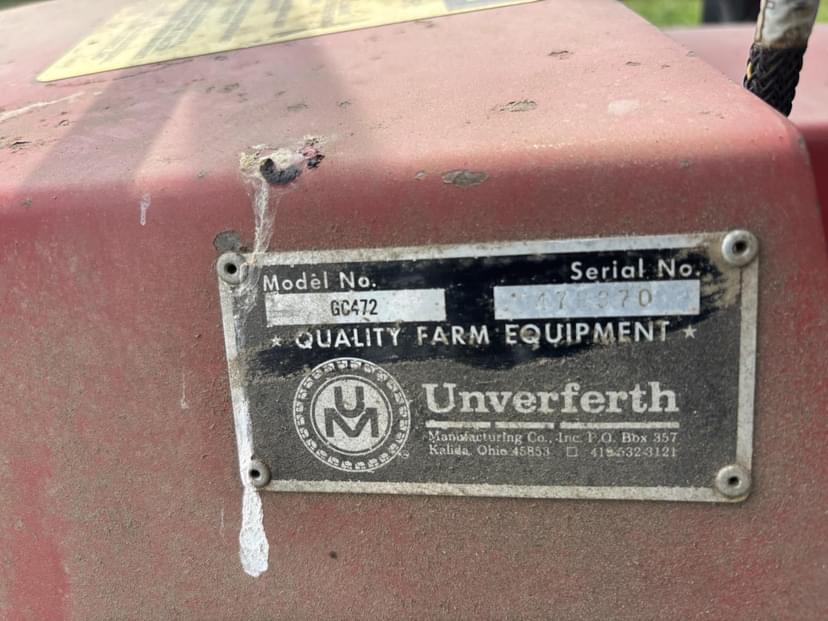 Model No. Serial No.
GC472
★ QUALITY FARM EQUIPMENT ★
UM
Unverferth
Manufacturing Co., Inc. P.O. Box 357
Kalida, Ohio 45853 □ 419-532-3121